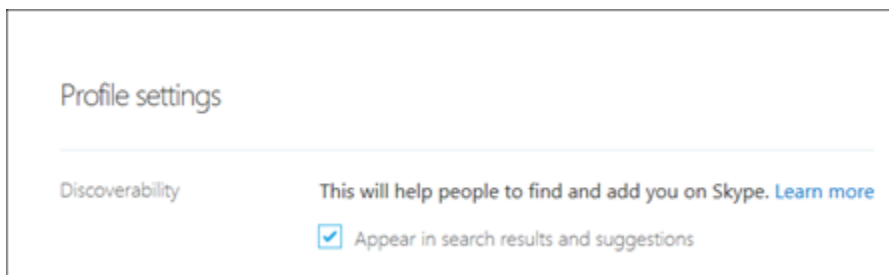 Profile settings
Discoverability
This will help people to find and add you on Skype. Learn more
Appear in search results and suggestions